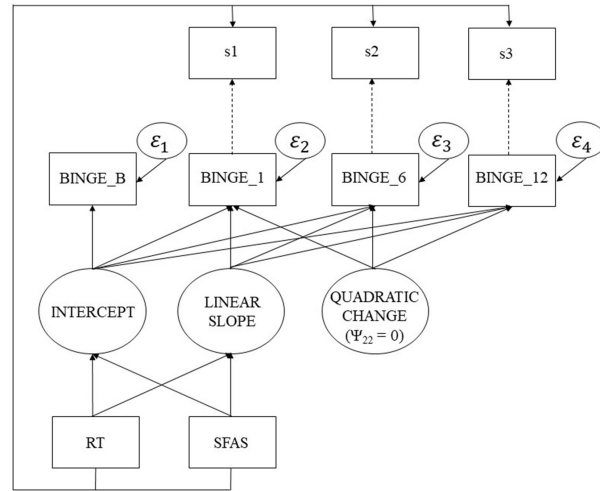 s1
s2
s3
ε1
ε2
ε3
ε4
BINGE_B
BINGE_1
BINGE_6
BINGE_12
INTERCEPT
LINEAR
SLOPE
QUADRATIC
CHANGE
(Ψ22 = 0)
RT
SFAS